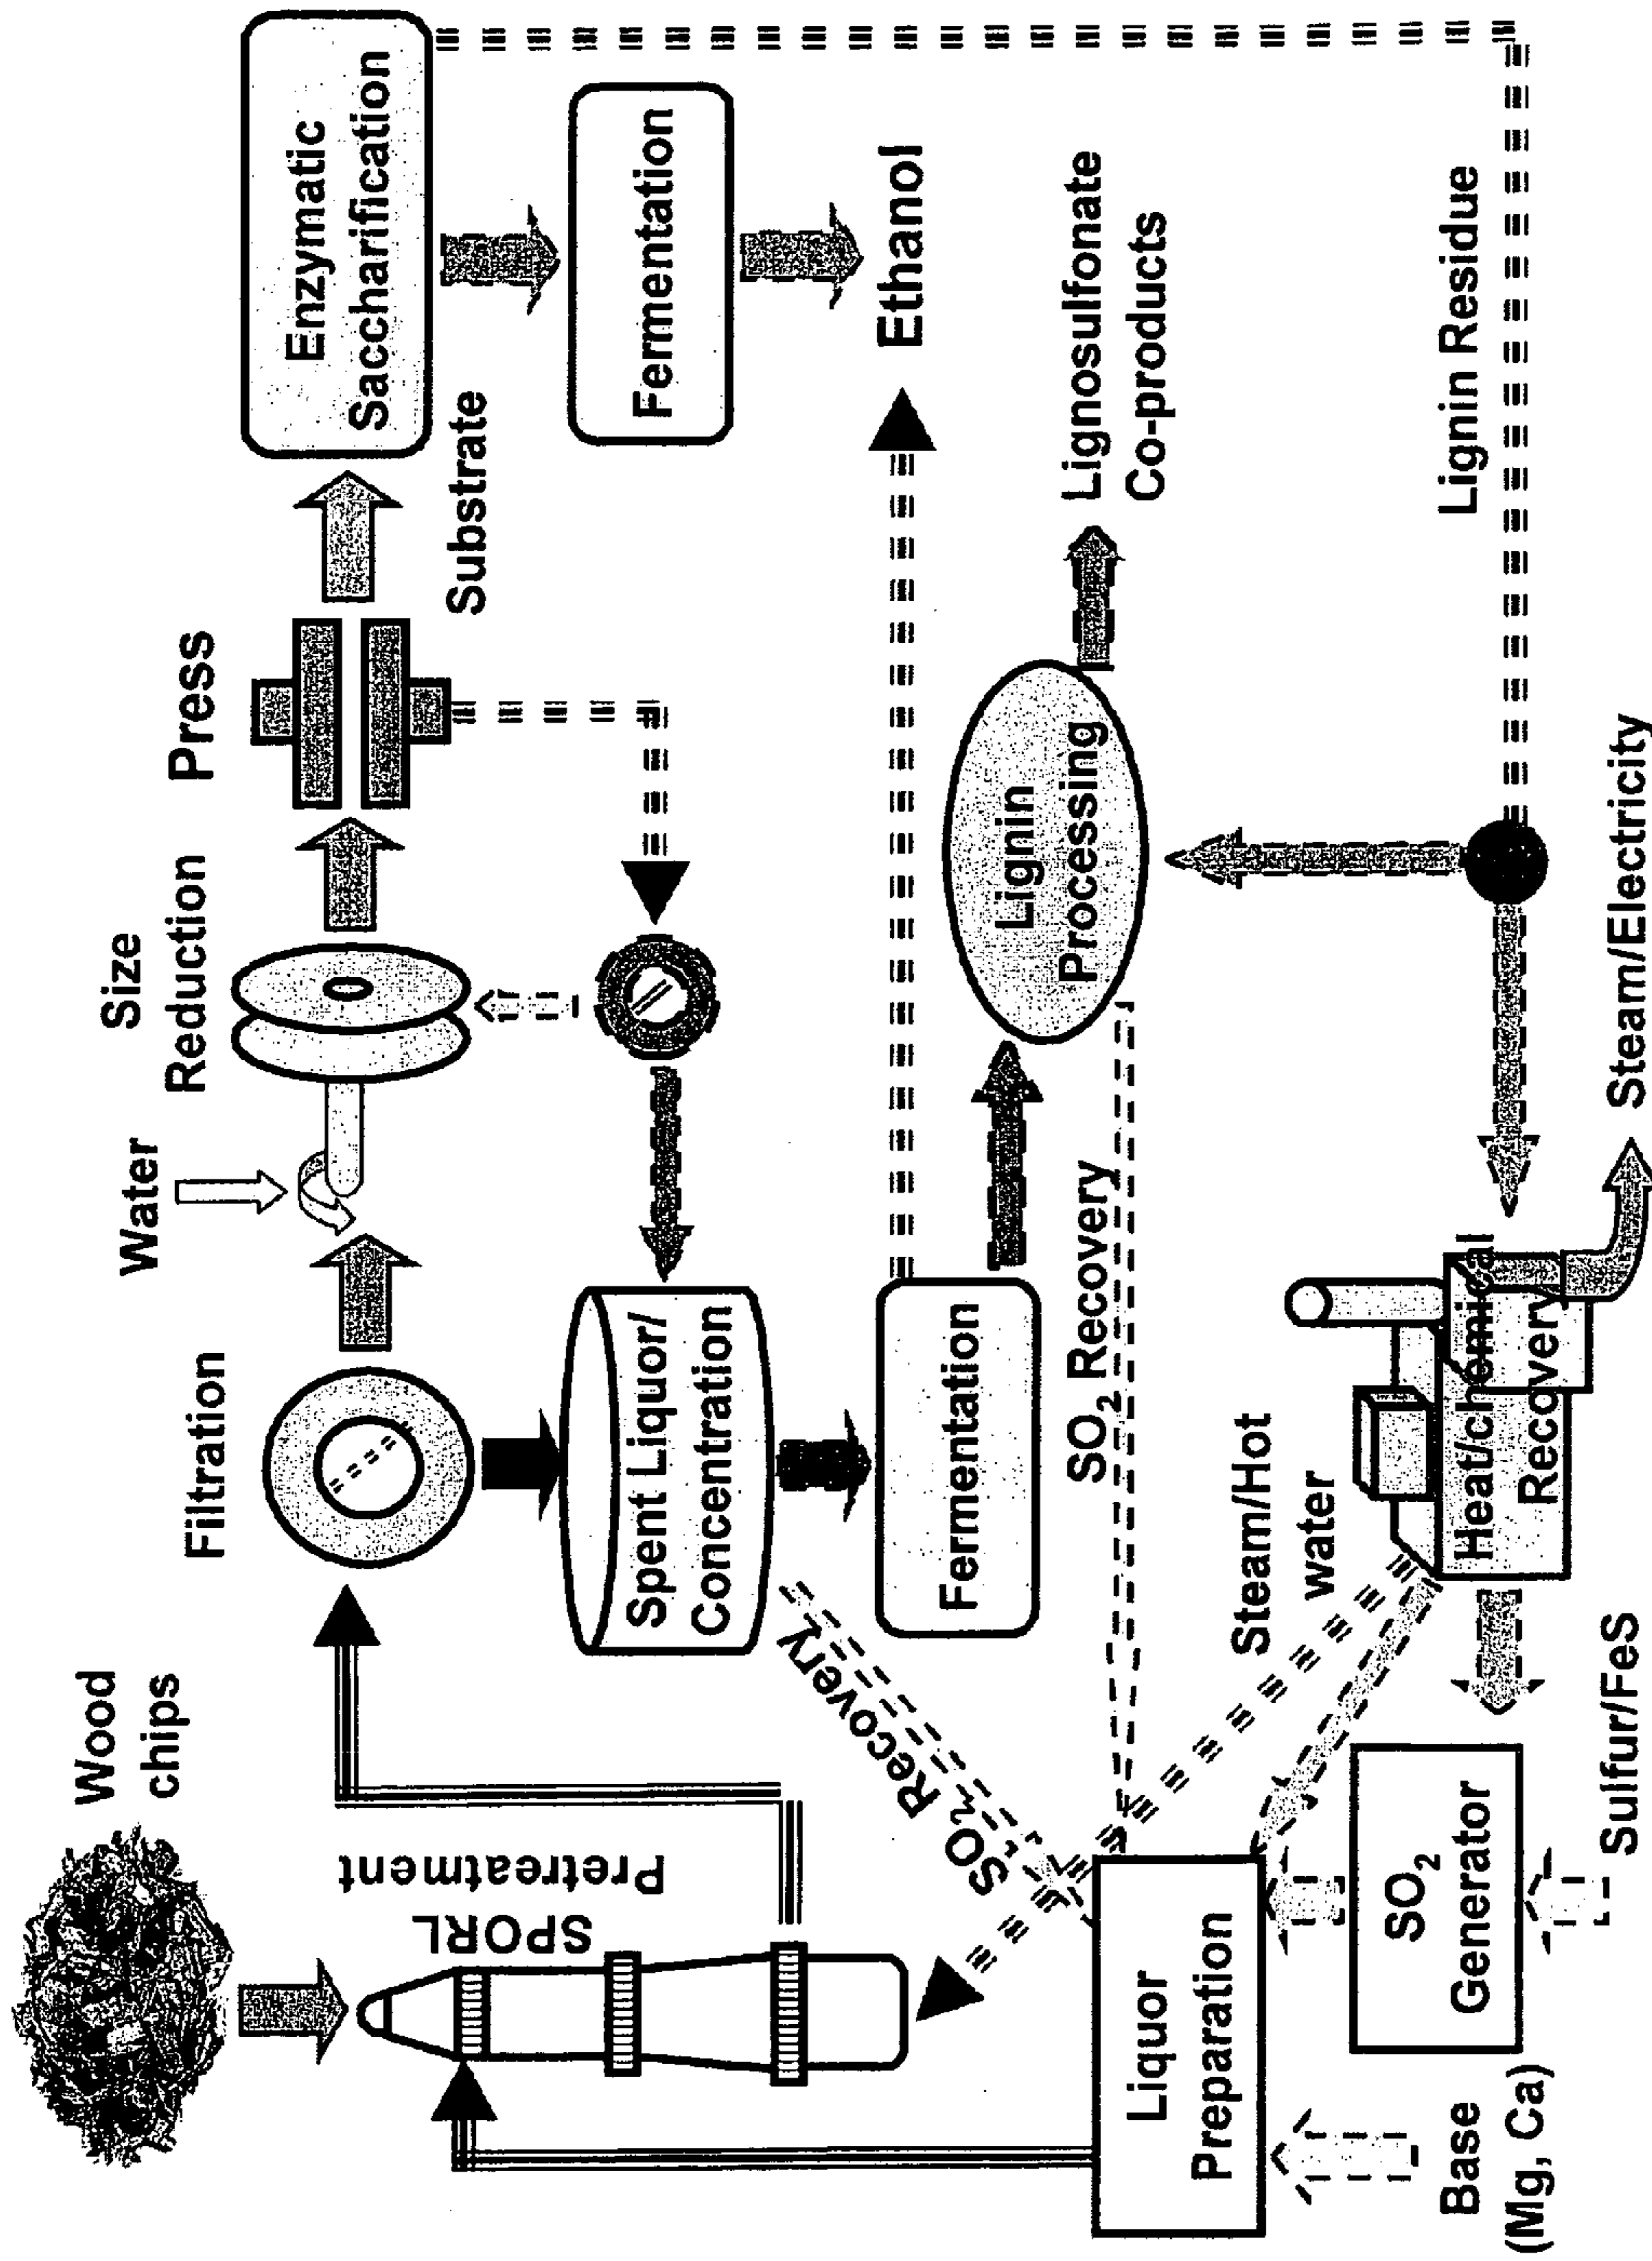 Wood
chips
SPORL
Pretreatment
Filtration
Water
Size
Reduction
Press
Substrate
Enzymatic
Saccharification
Fermentation
Ethanol
Spent Liquor/
Concentration
Fermentation
SO₂ Recovery
SO₂ Recovery
Lignin
Processing
Lignosulfonate
Co-products
Lignin Residue
Liquor
Preparation
Steam/Hot
water
Heat/chemical
Recovery
Steam/Electricity
SO₂
Generator
Base
(Mg, Ca)
Sulfur/FeS